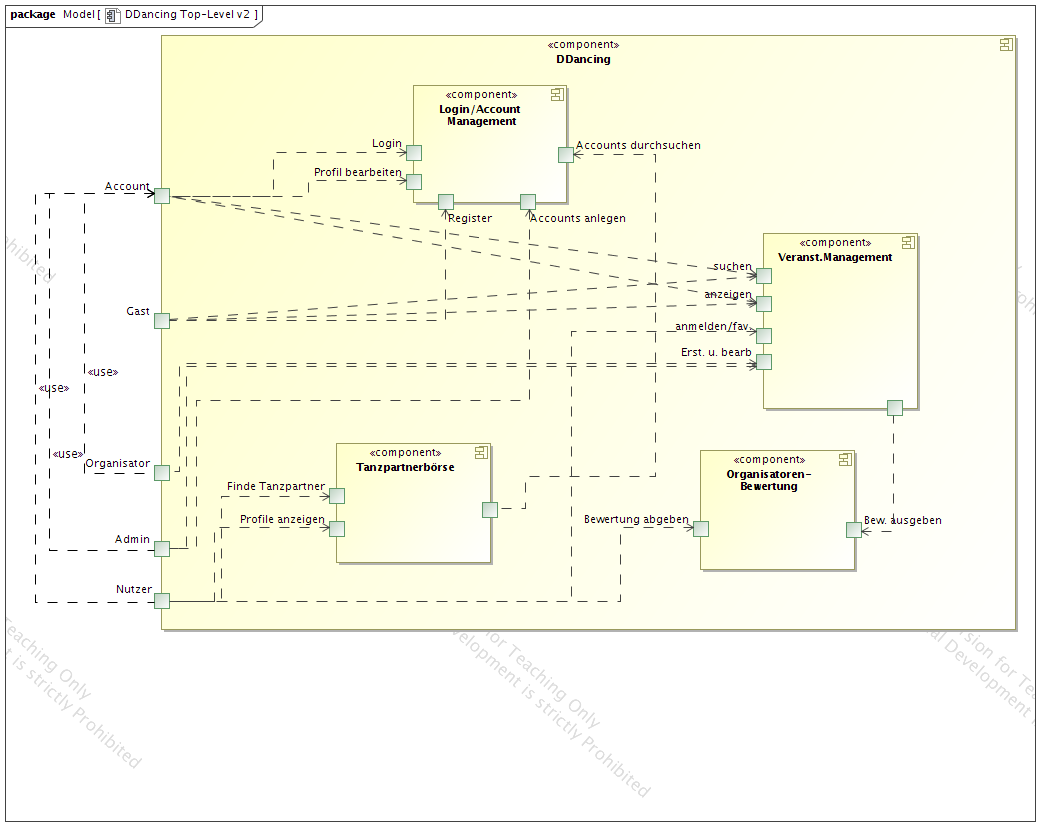 package Model [ DDancing Top-Level v2 ]
«component»
DDancing
«component»
Login/Account
Management
Login
Profil bearbeiten
Accounts durchsuchen
Register
Accounts anlegen
Account
«component»
Veranst.Management
suchen
anzeigen
anmelden/fav.
Erst. u. bearb
Gast
«use»
«use»
«use»
Organisator
Admin
Nutzer
«component»
Tanzpartnerbörse
Finde Tanzpartner
Profile anzeigen
«component»
Organisatoren-
Bewertung
Bewertung abgeben
Bew. ausgeben
hibited
Teaching Only
t is strictly Prohibited
for Teaching Only
velopment is strictly Prohibited
rsion for Tea
al Development